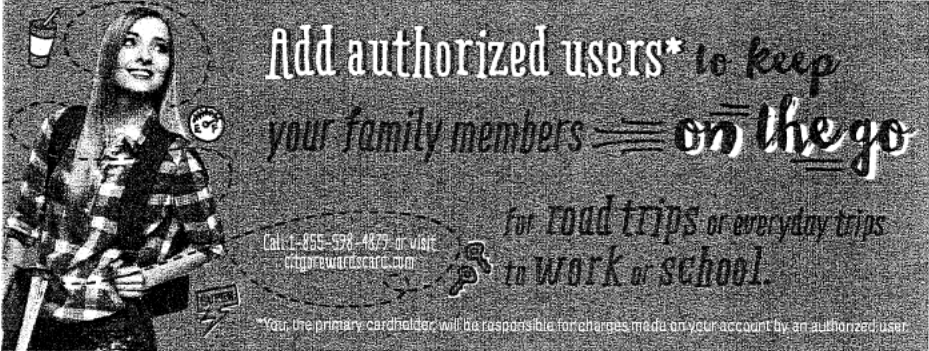 Add authorized users* to keep
your family members on the go
for road trips or everyday trips
to work or school.
Call 1-855-598-4879 or visit
citgorewardscard.com
*You, the primary cardholder, will be responsible for charges made on your account by an authorized user.